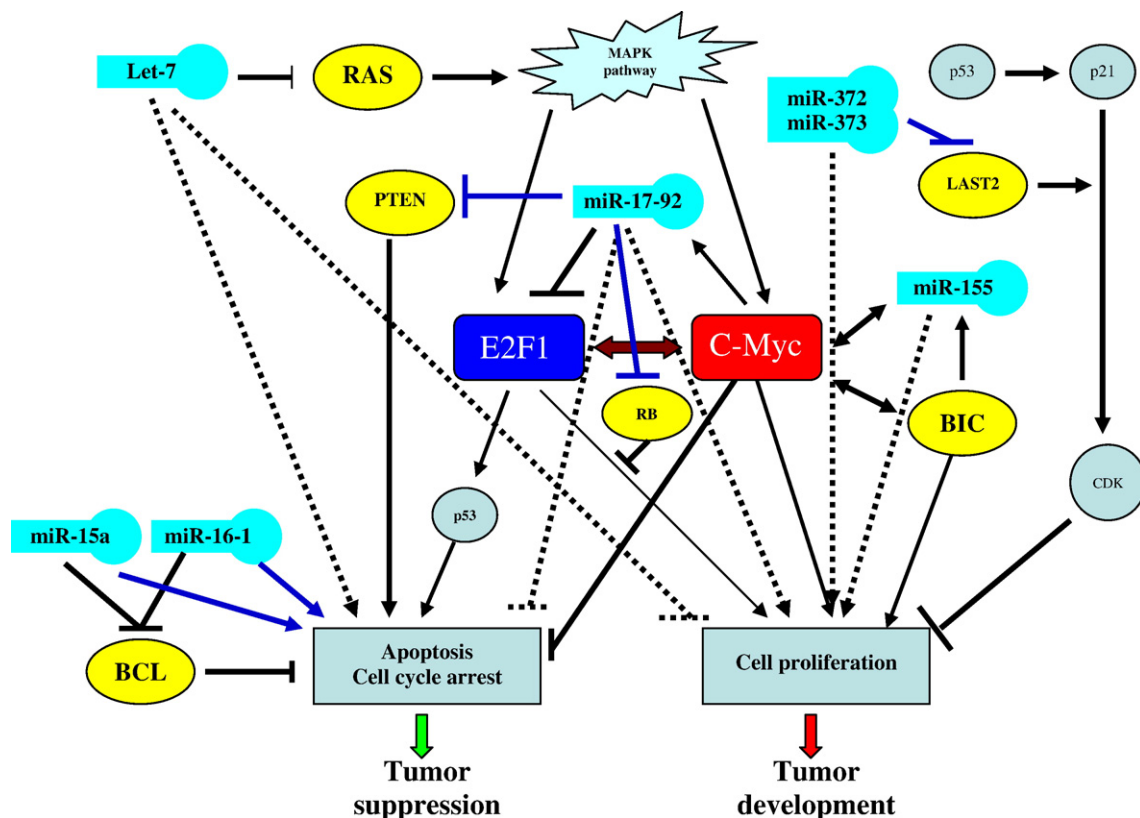 MAPK
pathway
Let-7
RAS
p53
p21
miR-372
miR-373
LAST2
PTEN
miR-17-92
miR-155
E2F1
C-Myc
RB
BIC
CDK
p53
miR-15a
miR-16-1
BCL
Apoptosis
Cell cycle arrest
Cell proliferation
Tumor
suppression
Tumor
development